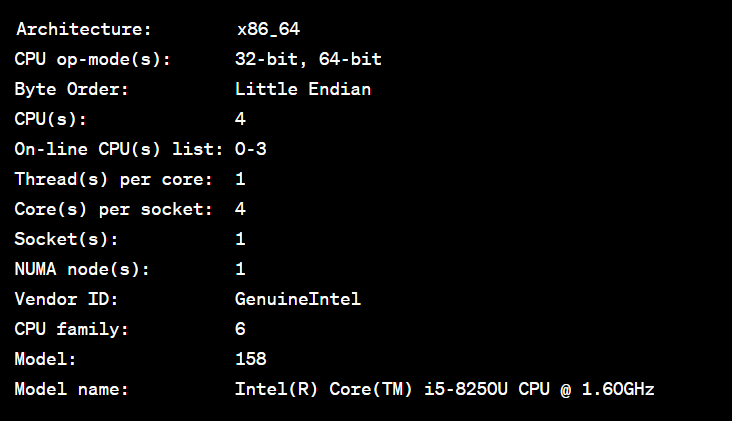 Architecture: x86_64
CPU op-mode(s): 32-bit, 64-bit
Byte Order: Little Endian
CPU(s): 4
On-line CPU(s) list: 0-3
Thread(s) per core: 1
Core(s) per socket: 4
Socket(s): 1
NUMA node(s): 1
Vendor ID: GenuineIntel
CPU family: 6
Model: 158
Model name: Intel(R) Core(TM) i5-8250U CPU @ 1.60GHz